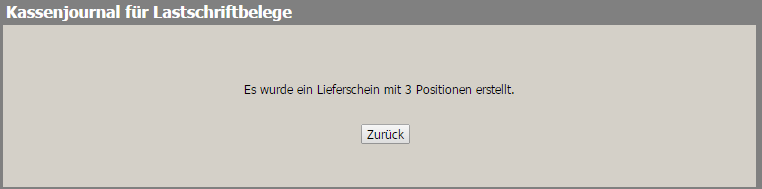 Kassenjournal für Lastschriftbelege
Es wurde ein Lieferschein mit 3 Positionen erstellt.
Zurück